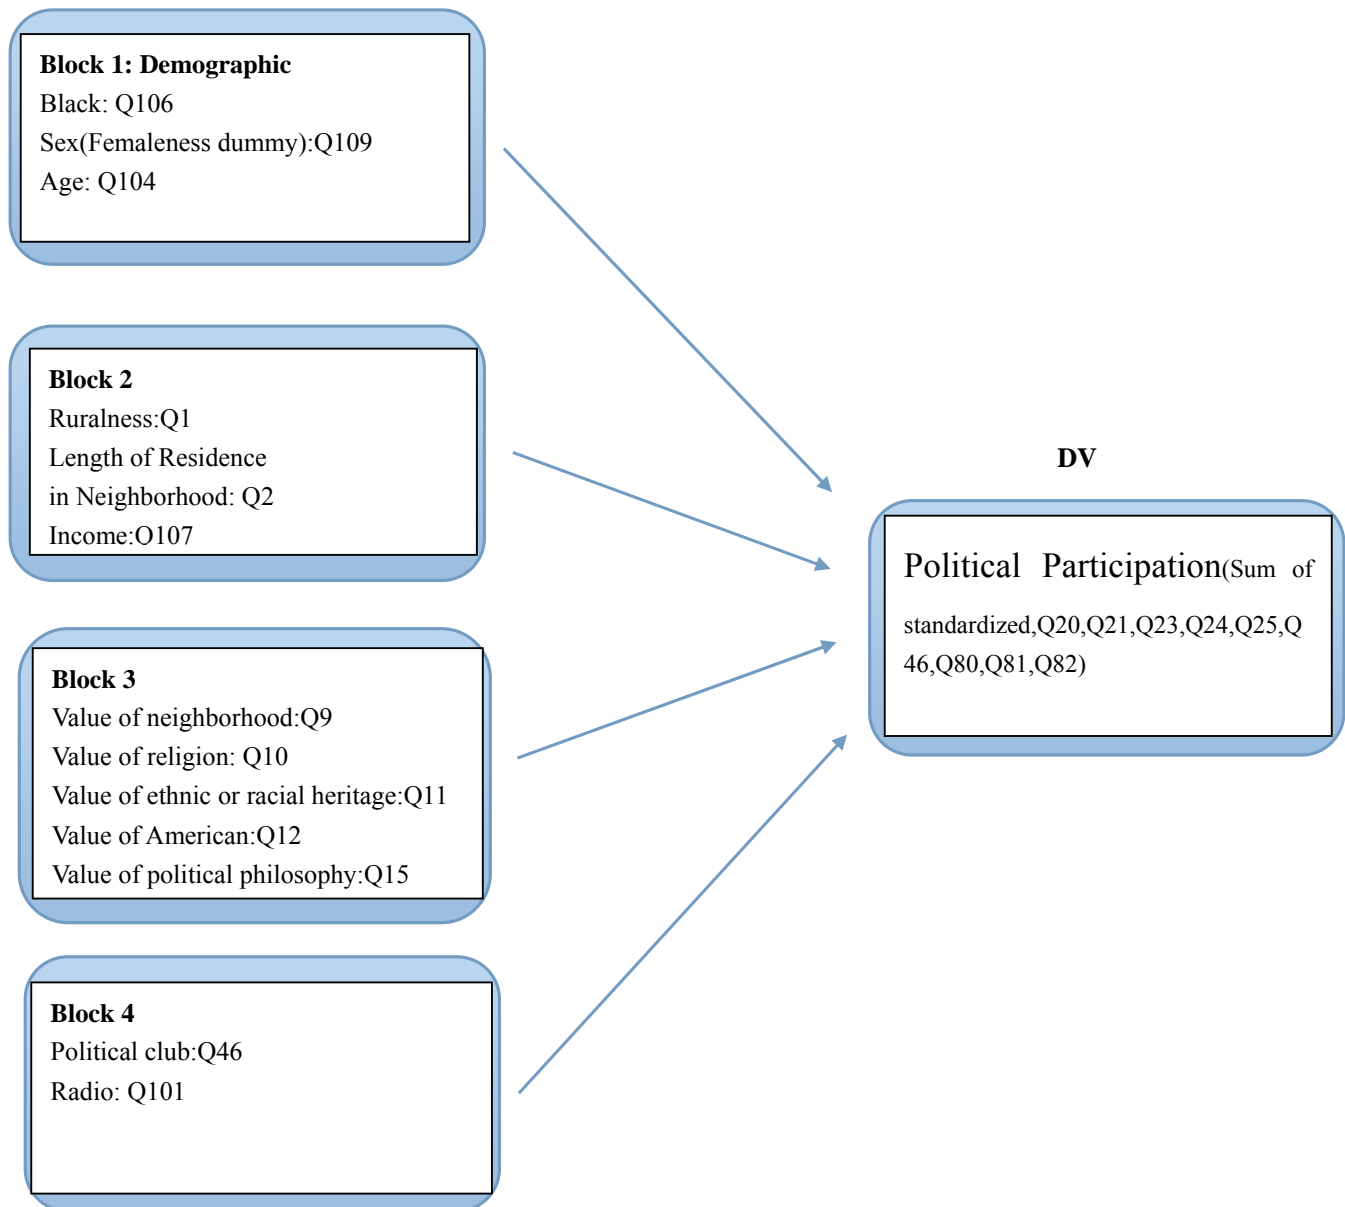 Block 1: Demographic
Black: Q106
Sex(Femaleness dummy):Q109
Age: Q104
Block 2
Ruralness:Q1
Length of Residence
in Neighborhood: Q2
Income:Q107
Block 3
Value of neighborhood:Q9
Value of religion: Q10
Value of ethnic or racial heritage:Q11
Value of American:Q12
Value of political philosophy:Q15
Block 4
Political club:Q46
Radio: Q101
DV
Political Participation(Sum of
standardized,Q20,Q21,Q23,Q24,Q25,Q
46,Q80,Q81,Q82)